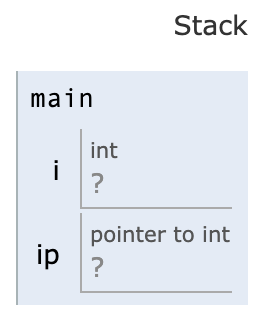 Stack
main
i
int
?
ip
pointer to int
?